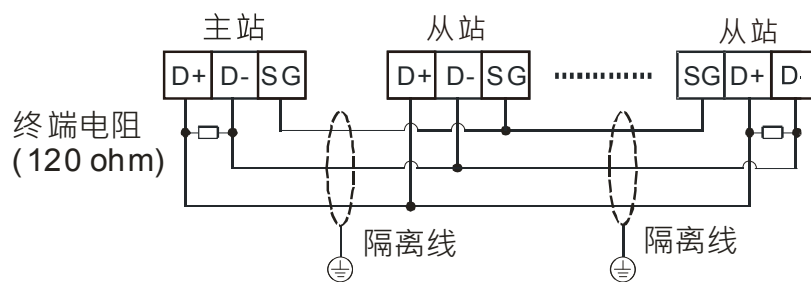 主站 从站 从站
D+ D- SG D+ D- SG SG D+ D-
终端电阻
(120 ohm)
隔离线 隔离线